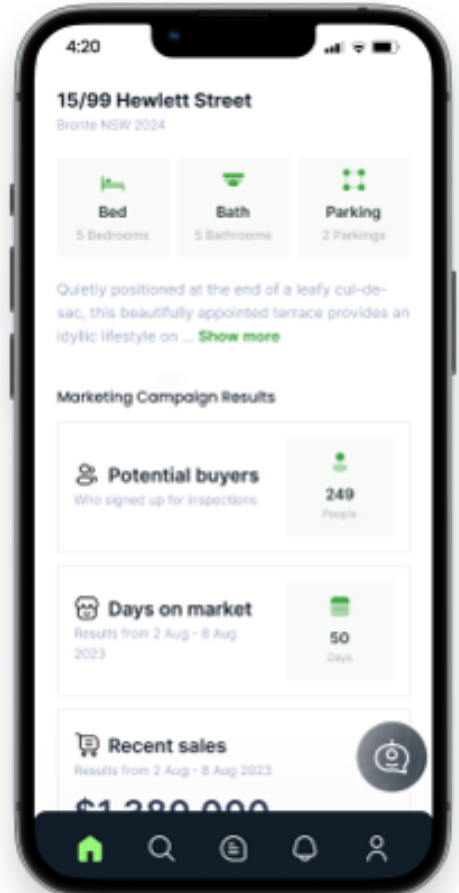 4:20
15/99 Hewlett Street
Bronte NSW 2024
Bed
Bath
Parking
5 Bedrooms
5 Bathrooms
2 Parkings
Quietly positioned at the end of a leafy cul-de-
sac, this beautifully appointed terrace provides an
idyllic lifestyle on ... Show more
Marketing Campaign Results
Potential buyers
Who signed up for inspections
249
People
Days on market
Results from 2 Aug - 8 Aug
2023
50
Days
Recent sales
Results from 2 Aug - 8 Aug 2023
$1,280,000